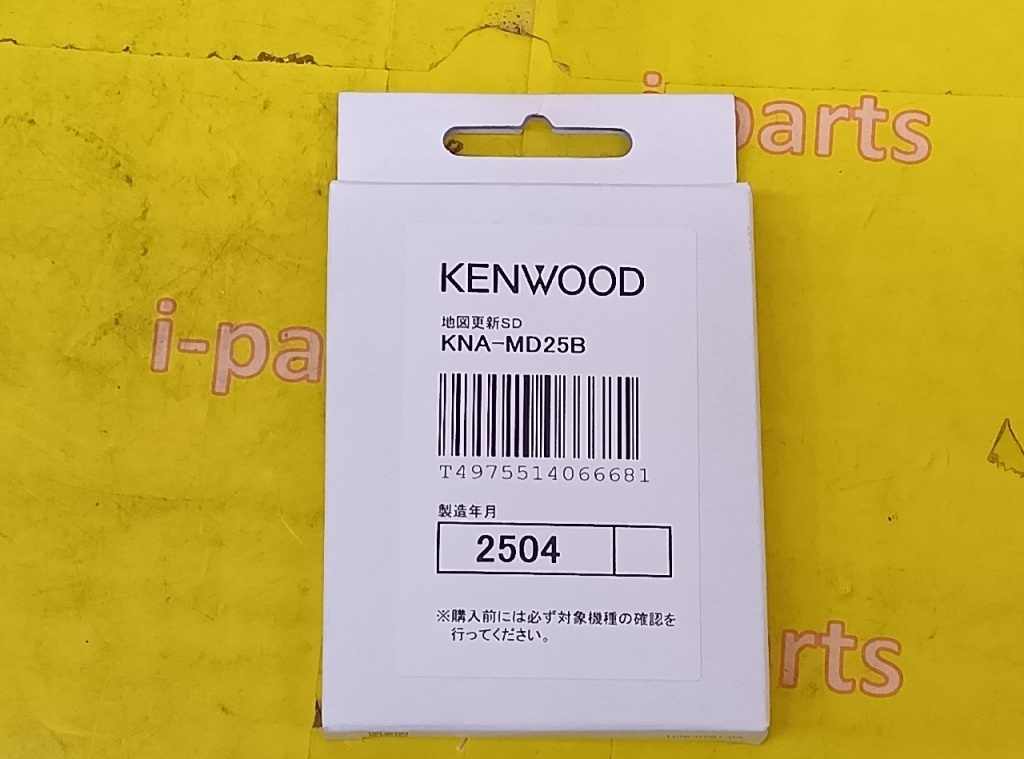 i-parts
KENWOOD
地図更新SD
KNA-MD25B
i-pa
T4975514066681
製造年月
2504
※購入前には必ず対象機種の確認を
行ってください。
rts